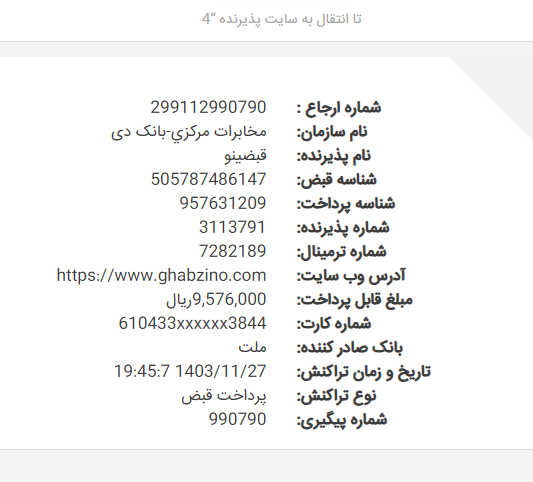 تا انتقال به سایت پذیرنده "4
شماره ارجاع : 299112990790
نام سازمان: مخابرات مرکزي-بانک دی
نام پذیرنده: قبضینو
شناسه قبض: 505787486147
شناسه پرداخت: 957631209
شماره پذیرنده: 3113791
شماره ترمینال: 7282189
آدرس وب سایت: https://www.ghabzino.com
مبلغ قابل پرداخت: 9,576,000ریال
شماره کارت: 610433xxxxxx3844
بانک صادر کننده: ملت
تاریخ و زمان تراکنش: 1403/11/27 19:45:7
نوع تراکنش: پرداخت قبض
شماره پیگیری: 990790